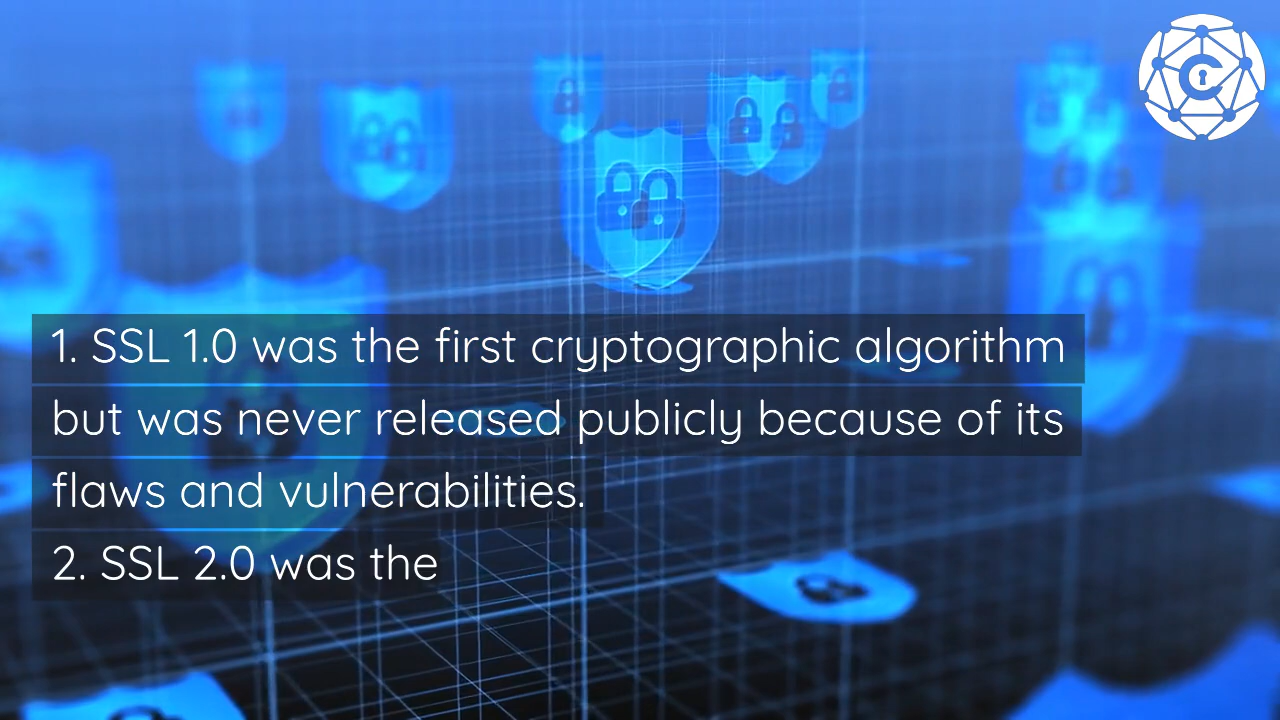 1. SSL 1.0 was the first cryptographic algorithm
but was never released publicly because of its
flaws and vulnerabilities.
2. SSL 2.0 was the